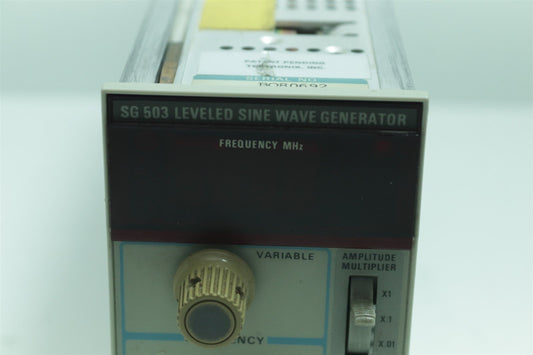 PATENT PENDING
TEKTRONIX, INC.
SERIAL NO.
B080692
SG 503 LEVELED SINE WAVE GENERATOR
FREQUENCY MHz
VARIABLE
AMPLITUDE
MULTIPLIER
X1
X.1
X.01